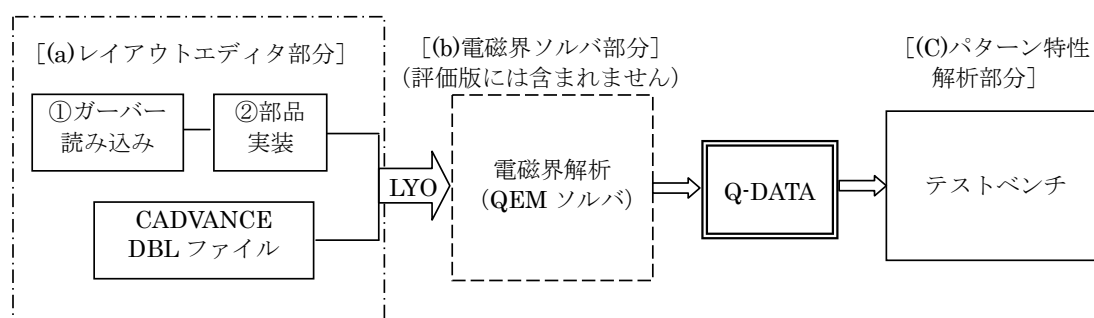 [(a)レイアウトエディタ部分]
①ガーバー
読み込み
②部品
実装
CADVANCE
DBL ファイル
LYO
[(b)電磁界ソルバ部分]
(評価版には含まれません)
電磁界解析
(QEM ソルバ)
Q-DATA
[(C)パターン特性
解析部分]
テストベンチ